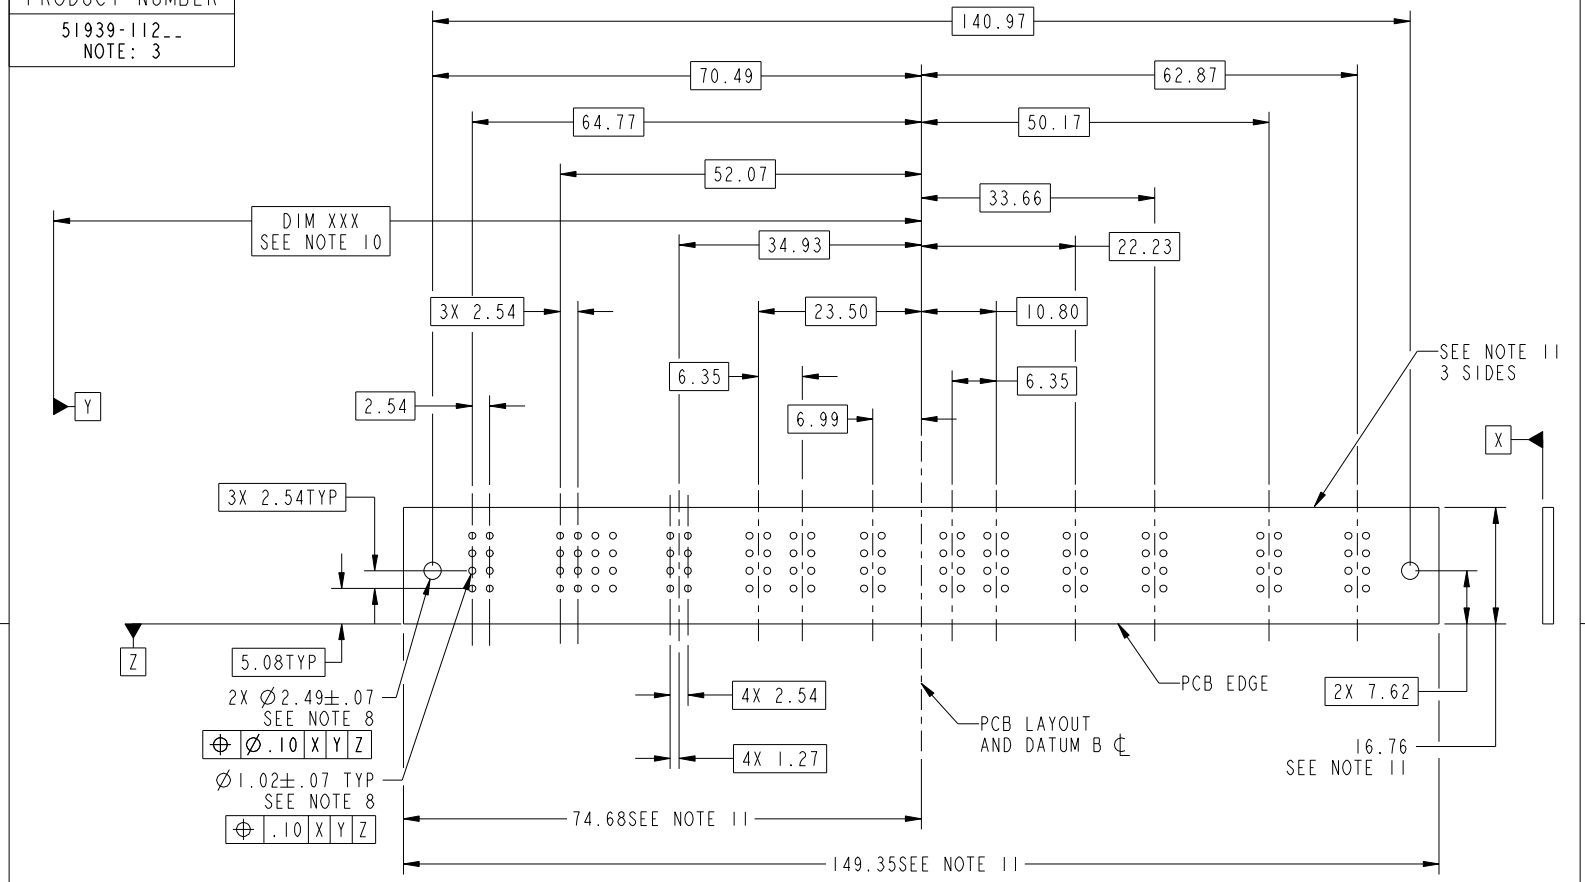 PRODUCT NUMBER
51939-112__
NOTE: 3
140.97
70.49
62.87
64.77
50.17
52.07
33.66
DIM XXX
SEE NOTE 10
34.93
22.23
3X 2.54
23.50
10.80
SEE NOTE 11
3 SIDES
6.35
6.35
2.54
6.99
Y
X
3X 2.54TYP
Z
5.08TYP
2X Ø2.49±.07
SEE NOTE 8
⌖ Ø.10 X Y Z
Ø1.02±.07 TYP
SEE NOTE 8
⌖ .10 X Y Z
4X 2.54
4X 1.27
PCB EDGE
PCB LAYOUT
AND DATUM B ℄
2X 7.62
16.76
SEE NOTE 11
74.68SEE NOTE 11
149.35SEE NOTE 11